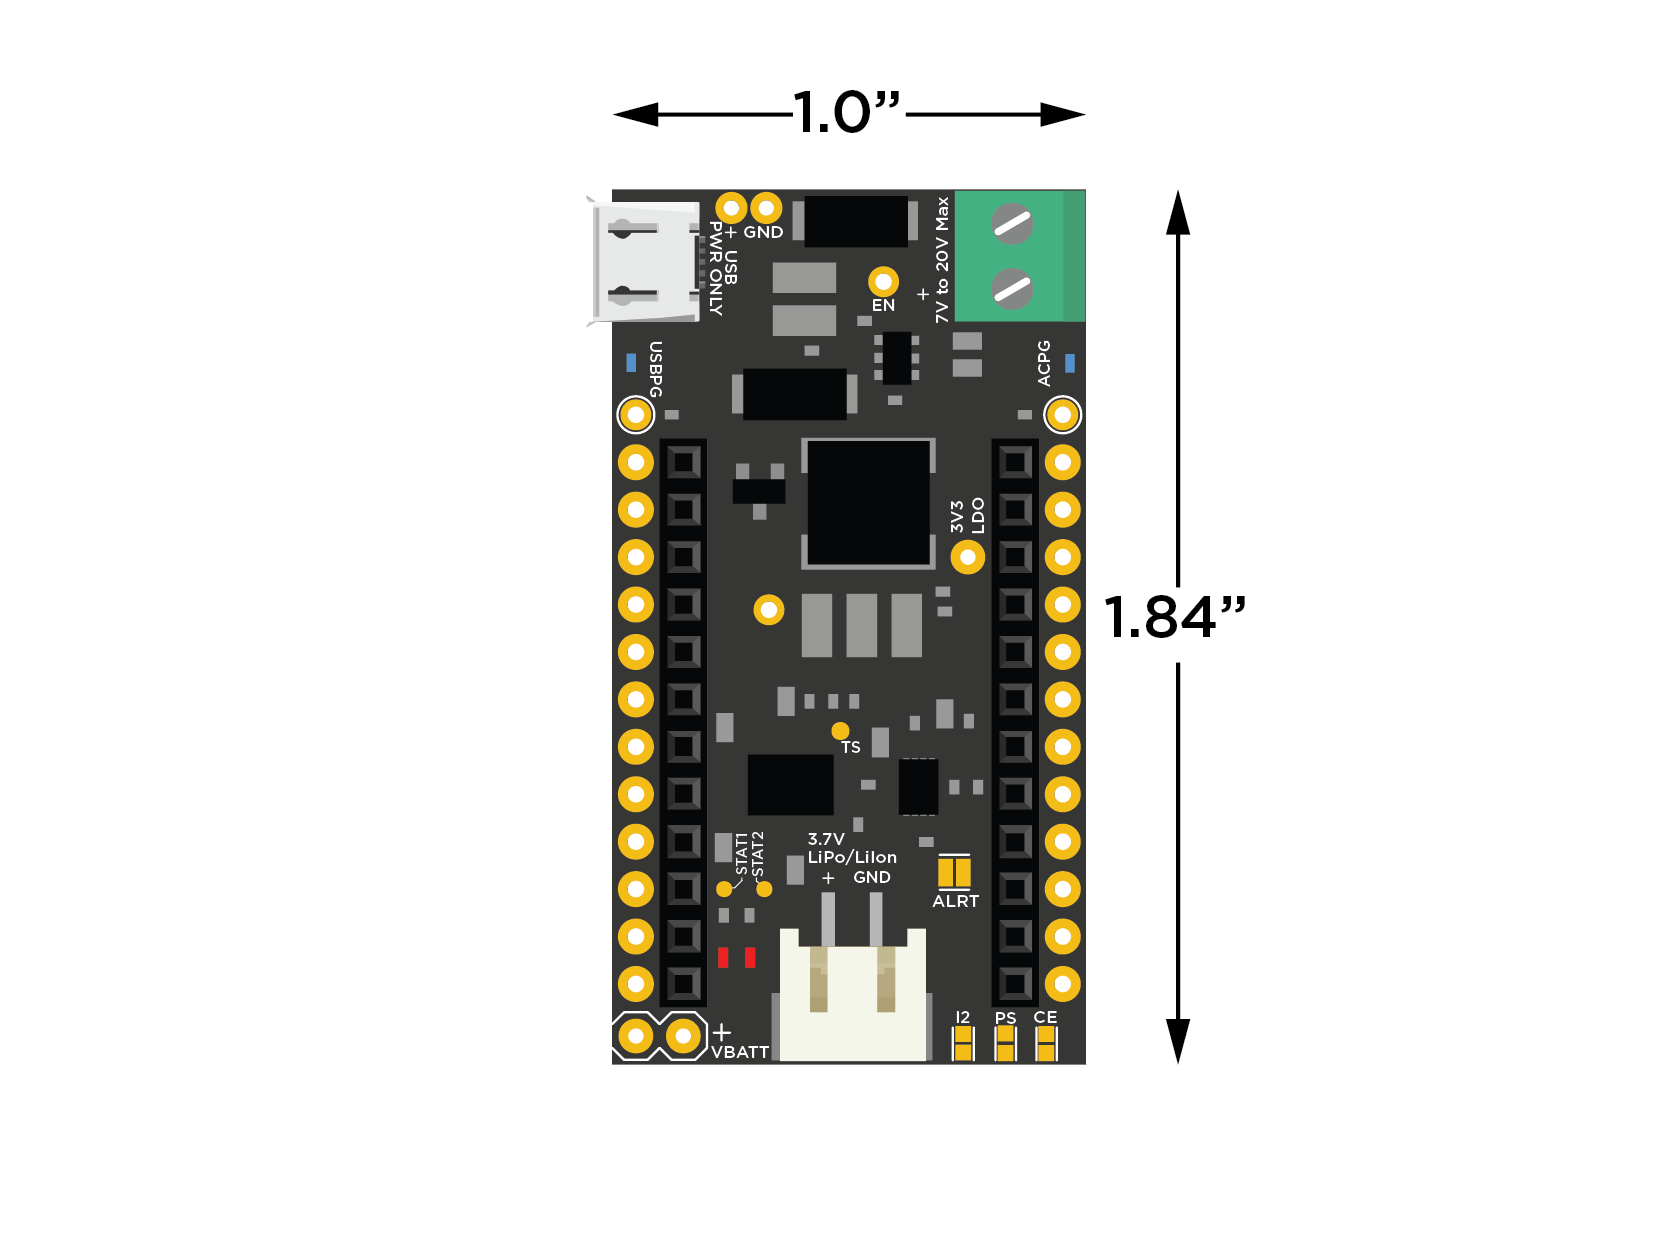 1.0”
+ GND
USB
PWR ONLY
7V to 20V Max
+
EN
USBPG
ACPG
3V3
LDO
1.84”
TS
STAT1
STAT2
3.7V
LiPo/LiIon
+ GND
ALRT
I2 PS CE
+
VBATT